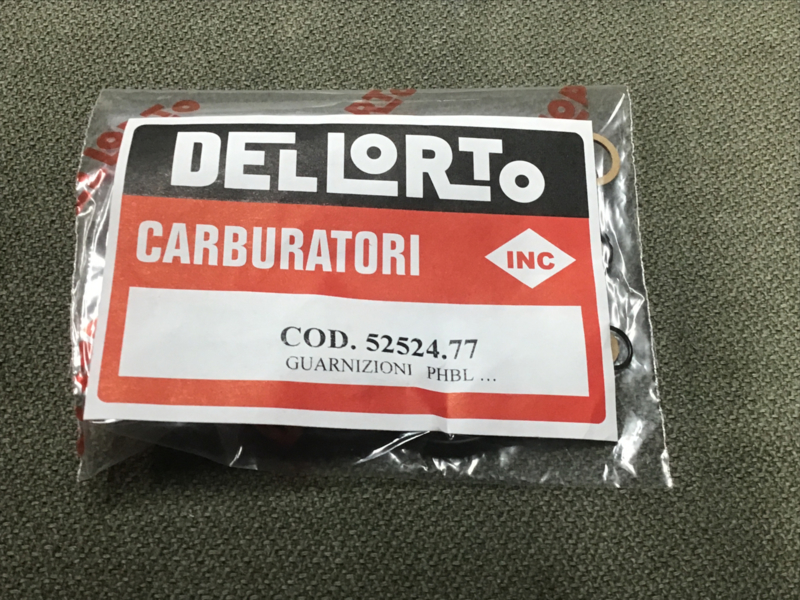 DELLORTO
CARBURATORI
INC
COD. 52524.77
GUARNIZIONI PHBL ...